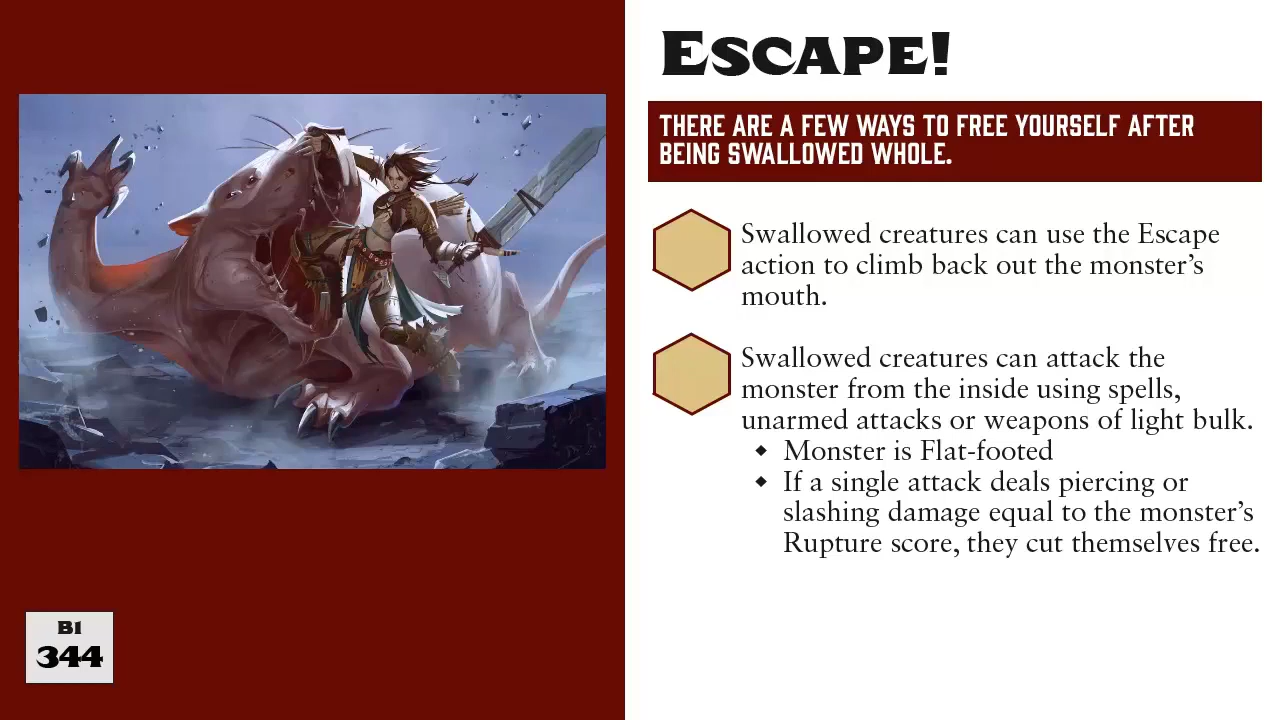 ESCAPE!
THERE ARE A FEW WAYS TO FREE YOURSELF AFTER
BEING SWALLOWED WHOLE.
Swallowed creatures can use the Escape
action to climb back out the monster’s
mouth.
Swallowed creatures can attack the
monster from the inside using spells,
unarmed attacks or weapons of light bulk.
◆ Monster is Flat-footed
◆ If a single attack deals piercing or
slashing damage equal to the monster’s
Rupture score, they cut themselves free.
B1
344